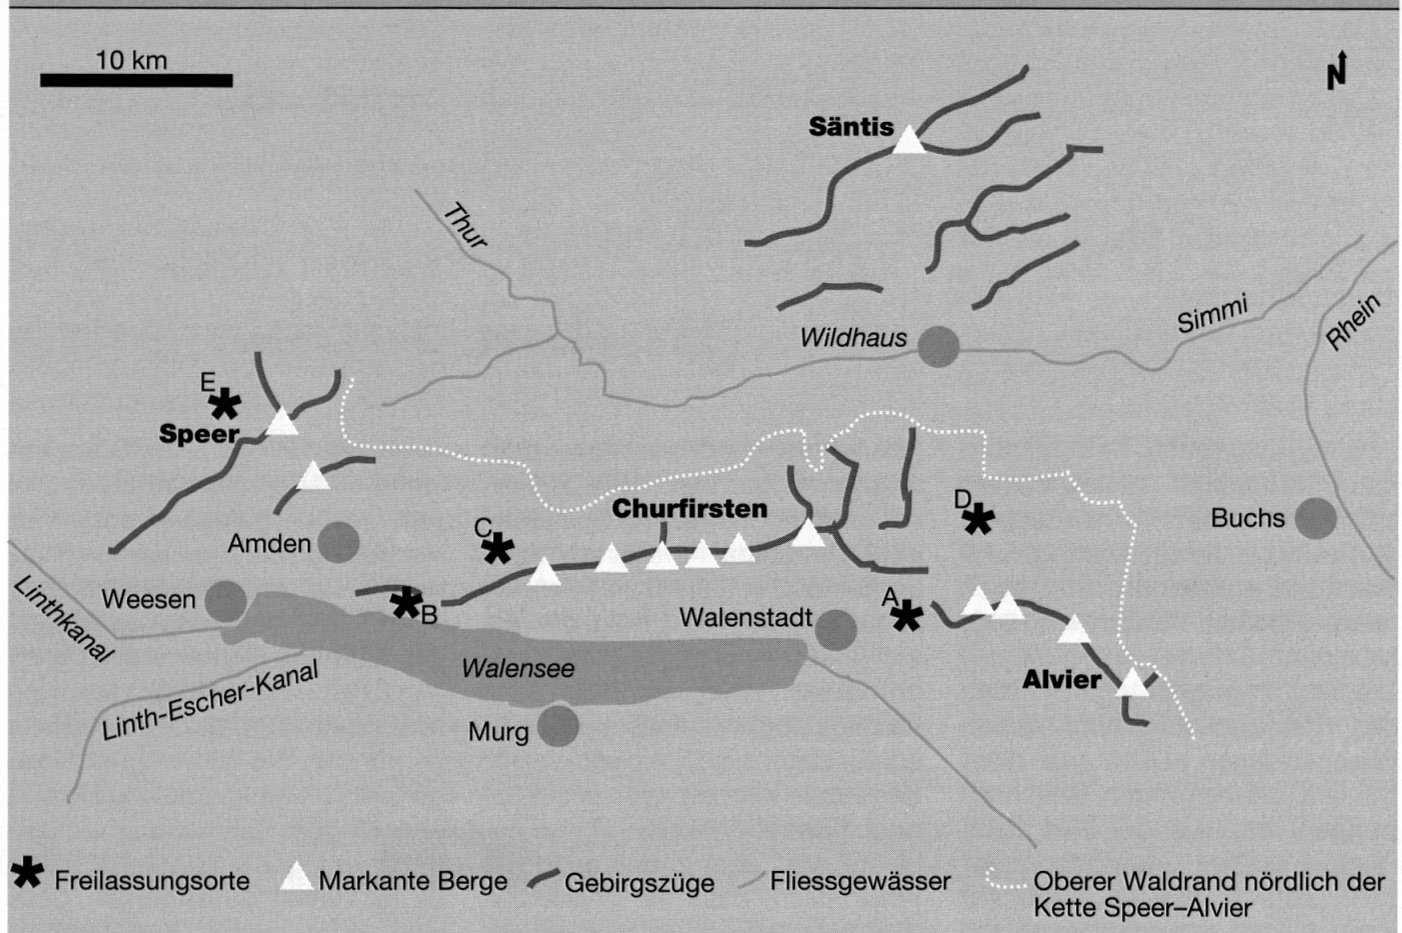 10 km
N
Säntis
Thur
Simmi
Rhein
Wildhaus
E
Speer
Churfirsten
D
C
Buchs
Amden
Weesen
B
A
Walenstadt
Linthkanal
Walensee
Alvier
Linth-Escher-Kanal
Murg
Freilassungsorte
Markante Berge
Gebirgszüge
Fliessgewässer
Oberer Waldrand nördlich der
Kette Speer–Alvier